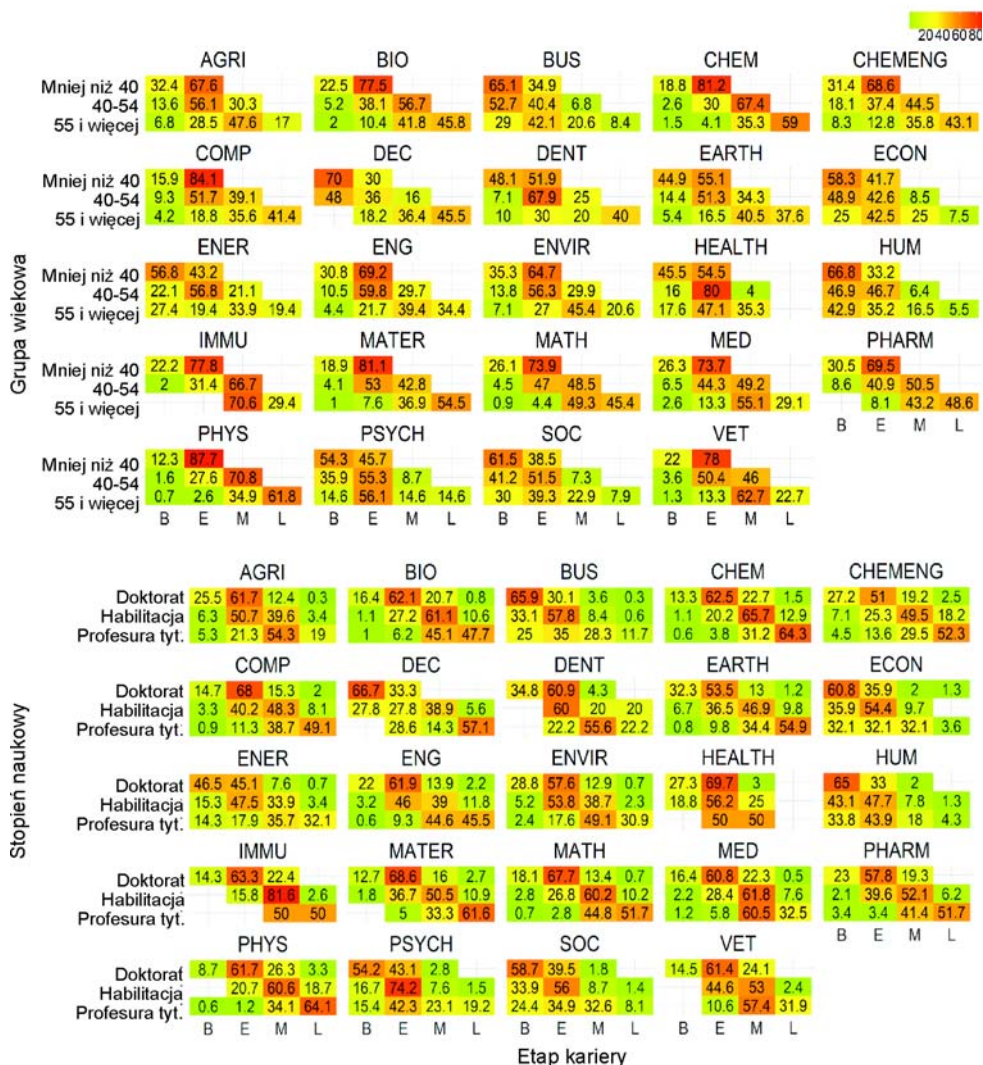 20406080
AGRI BIO BUS CHEM CHEMENG
Mniej niż 40 32.4 67.6 22.5 77.5 65.1 34.9 18.8 81.2 31.4 68.6
40-54 13.6 56.1 30.3 5.2 38.1 56.7 52.7 40.4 6.8 2.6 30 67.4 18.1 37.4 44.5
55 i więcej 6.8 28.5 47.6 17 2 10.4 41.8 45.8 29 42.1 20.6 8.4 1.5 4.1 35.3 59 8.3 12.8 35.8 43.1
COMP DEC DENT EARTH ECON
Mniej niż 40 15.9 84.1 70 30 48.1 51.9 44.9 55.1 58.3 41.7
40-54 9.3 51.7 39.1 48 36 16 7.1 67.9 25 14.4 51.3 34.3 48.9 42.6 8.5
55 i więcej 4.2 18.8 35.6 41.4 18.2 36.4 45.5 10 30 20 40 5.4 16.5 40.5 37.6 25 42.5 25 7.5
ENER ENG ENVIR HEALTH HUM
Mniej niż 40 56.8 43.2 30.8 69.2 35.3 64.7 45.5 54.5 66.8 33.2
40-54 22.1 56.8 21.1 10.5 59.8 29.7 13.8 56.3 29.9 16 80 4 46.9 46.7 6.4
55 i więcej 27.4 19.4 33.9 19.4 4.4 21.7 39.4 34.4 7.1 27 45.4 20.6 17.6 47.1 35.3 42.9 35.2 16.5 5.5
IMMU MATER MATH MED PHARM
Mniej niż 40 22.2 77.8 18.9 81.1 26.1 73.9 26.3 73.7 30.5 69.5
40-54 2 31.4 66.7 4.1 53 42.8 4.5 47 48.5 6.5 44.3 49.2 8.6 40.9 50.5
55 i więcej 70.6 29.4 1 7.6 36.9 54.5 0.9 4.4 49.3 45.4 2.6 13.3 55.1 29.1 8.1 43.2 48.6
PHYS PSYCH SOC VET B E M L
Mniej niż 40 12.3 87.7 54.3 45.7 61.5 38.5 22 78
40-54 1.6 27.6 70.8 35.9 55.3 8.7 41.2 51.5 7.3 3.6 50.4 46
55 i więcej 0.7 2.6 34.9 61.8 14.6 56.1 14.6 14.6 30 39.3 22.9 7.9 1.3 13.3 62.7 22.7
B E M L B E M L B E M L B E M L
Grupa wiekowa
AGRI BIO BUS CHEM CHEMENG
Doktorat 25.5 61.7 12.4 0.3 16.4 62.1 20.7 0.8 65.9 30.1 3.6 0.3 13.3 62.5 22.7 1.5 27.2 51 19.2 2.5
Habilitacja 6.3 50.7 39.6 3.4 1.1 27.2 61.1 10.6 33.1 57.8 8.4 0.6 1.1 20.2 65.7 12.9 7.1 25.3 49.5 18.2
Profesura tyt. 5.3 21.3 54.3 19 1 6.2 45.1 47.7 25 35 28.3 11.7 0.6 3.8 31.2 64.3 4.5 13.6 29.5 52.3
COMP DEC DENT EARTH ECON
Doktorat 14.7 68 15.3 2 66.7 33.3 34.8 60.9 4.3 32.3 53.5 13 1.2 60.8 35.9 2 1.3
Habilitacja 3.3 40.2 48.3 8.1 27.8 27.8 38.9 5.6 60 20 20 6.7 36.5 46.9 9.8 35.9 54.4 9.7
Profesura tyt. 0.9 11.3 38.7 49.1 28.6 14.3 57.1 22.2 55.6 22.2 0.8 9.8 34.4 54.9 32.1 32.1 32.1 3.6
ENER ENG ENVIR HEALTH HUM
Doktorat 46.5 45.1 7.6 0.7 22 61.9 13.9 2.2 28.8 57.6 12.9 0.7 27.3 69.7 3 65 33 2
Habilitacja 15.3 47.5 33.9 3.4 3.2 46 39 11.8 5.2 53.8 38.7 2.3 18.8 56.2 25 43.1 47.7 7.8 1.3
Profesura tyt. 14.3 17.9 35.7 32.1 0.6 9.3 44.6 45.5 2.4 17.6 49.1 30.9 50 50 33.8 43.9 18 4.3
IMMU MATER MATH MED PHARM
Doktorat 14.3 63.3 22.4 12.7 68.6 16 2.7 18.1 67.7 13.4 0.7 16.4 60.8 22.3 0.5 23 57.8 19.3
Habilitacja 15.8 81.6 2.6 1.8 36.7 50.5 10.9 2.8 26.8 60.2 10.2 2.2 28.4 61.8 7.6 2.1 39.6 52.1 6.2
Profesura tyt. 50 50 5 33.3 61.6 0.7 2.8 44.8 51.7 1.2 5.8 60.5 32.5 3.4 3.4 41.4 51.7
PHYS PSYCH SOC VET B E M L
Doktorat 8.7 61.7 26.3 3.3 54.2 43.1 2.8 58.7 39.5 1.8 14.5 61.4 24.1
Habilitacja 20.7 60.6 18.7 16.7 74.2 7.6 1.5 33.9 56 8.7 1.4 44.6 53 2.4
Profesura tyt. 0.6 1.2 34.1 64.1 15.4 42.3 23.1 19.2 24.4 34.9 32.6 8.1 10.6 57.4 31.9
B E M L B E M L B E M L B E M L
Stopień naukowy
Etap kariery